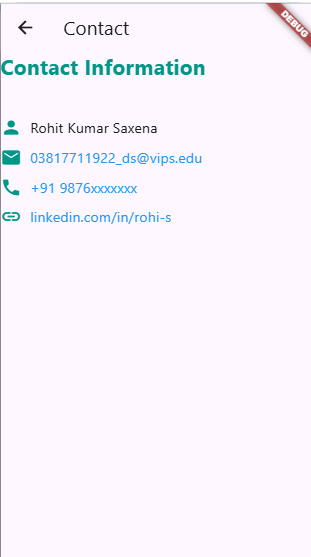 Contact
DEBUG
Contact Information
Rohit Kumar Saxena
03817711922_ds@vips.edu
+91 9876xxxxxxx
linkedin.com/in/rohi-s